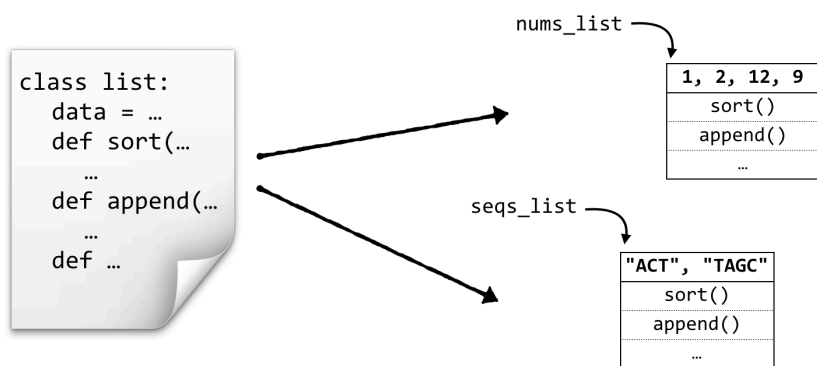 class list:
data = …
def sort(…
…
def append(…
…
def …
nums_list
1, 2, 12, 9
sort()
append()
…
seqs_list
"ACT", "TAGC"
sort()
append()
…